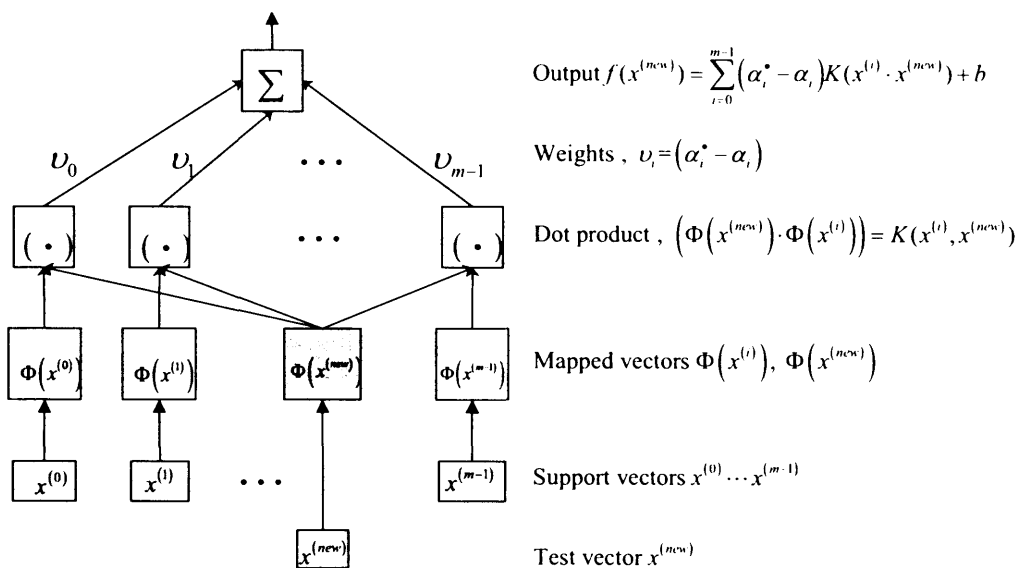 Σ
Output f(x^(new)) = ∑_{i=0}^{m-1} (α_i^• − α_i) K(x^(i) · x^(new)) + b
υ_0 υ_1 • • • υ_{m−1}
Weights , υ_i = (α_i^• − α_i)
( • ) ( • ) • • • ( • )
Dot product , (Φ(x^(new)) · Φ(x^(i))) = K(x^(i), x^(new))
Φ(x^(0)) Φ(x^(1)) Φ(x^(new)) Φ(x^(m−1))
Mapped vectors Φ(x^(i)), Φ(x^(new))
x^(0) x^(1) • • • x^(m−1)
Support vectors x^(0) ⋯ x^(m−1)
x^(new)
Test vector x^(new)